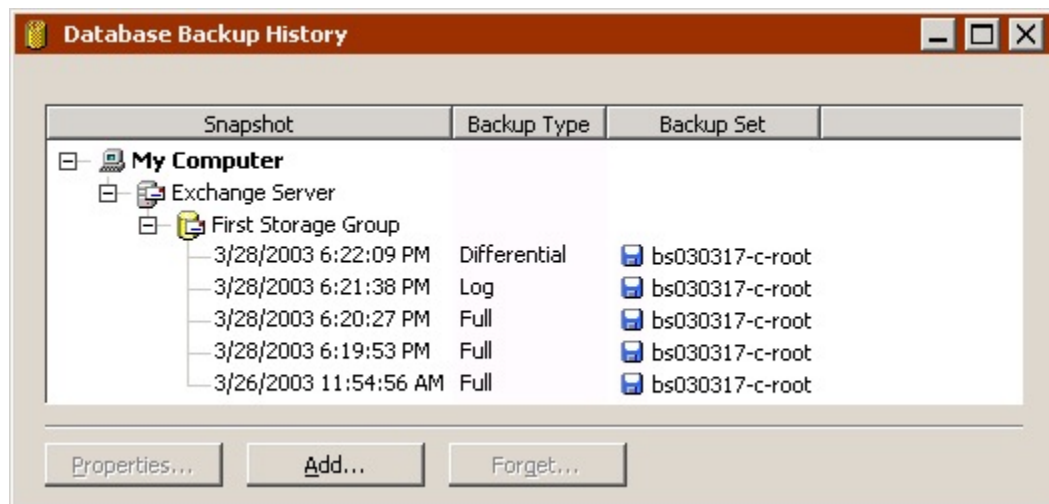 Database Backup History
Snapshot Backup Type Backup Set
My Computer
Exchange Server
First Storage Group
3/28/2003 6:22:09 PM Differential bs030317-c-root
3/28/2003 6:21:38 PM Log bs030317-c-root
3/28/2003 6:20:27 PM Full bs030317-c-root
3/28/2003 6:19:53 PM Full bs030317-c-root
3/26/2003 11:54:56 AM Full bs030317-c-root
Properties... Add... Forget...